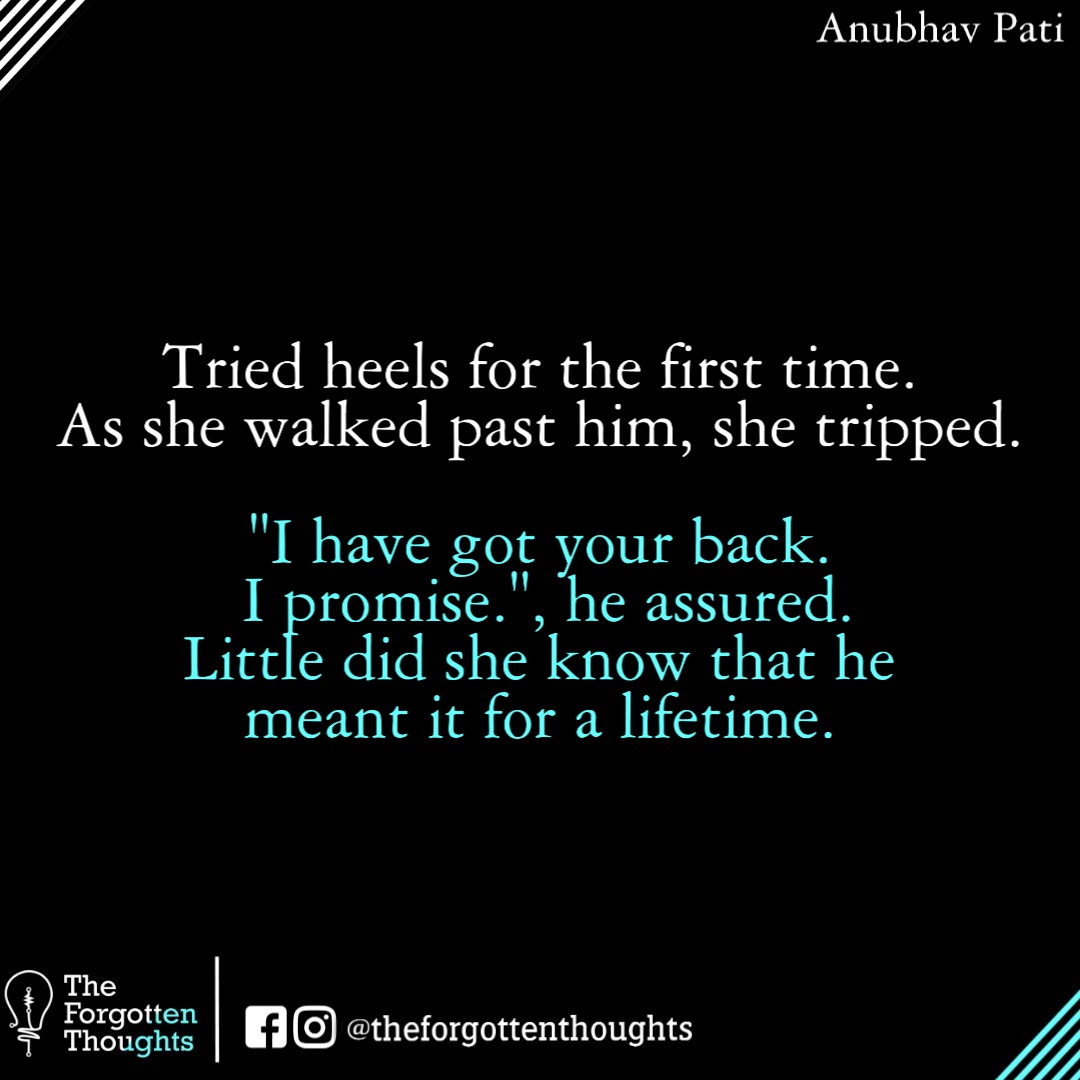 Anubhav Pati
Tried heels for the first time.
As she walked past him, she tripped.
"I have got your back.
I promise.", he assured.
Little did she know that he
meant it for a lifetime.
The
Forgotten
Thoughts
@theforgottenthoughts